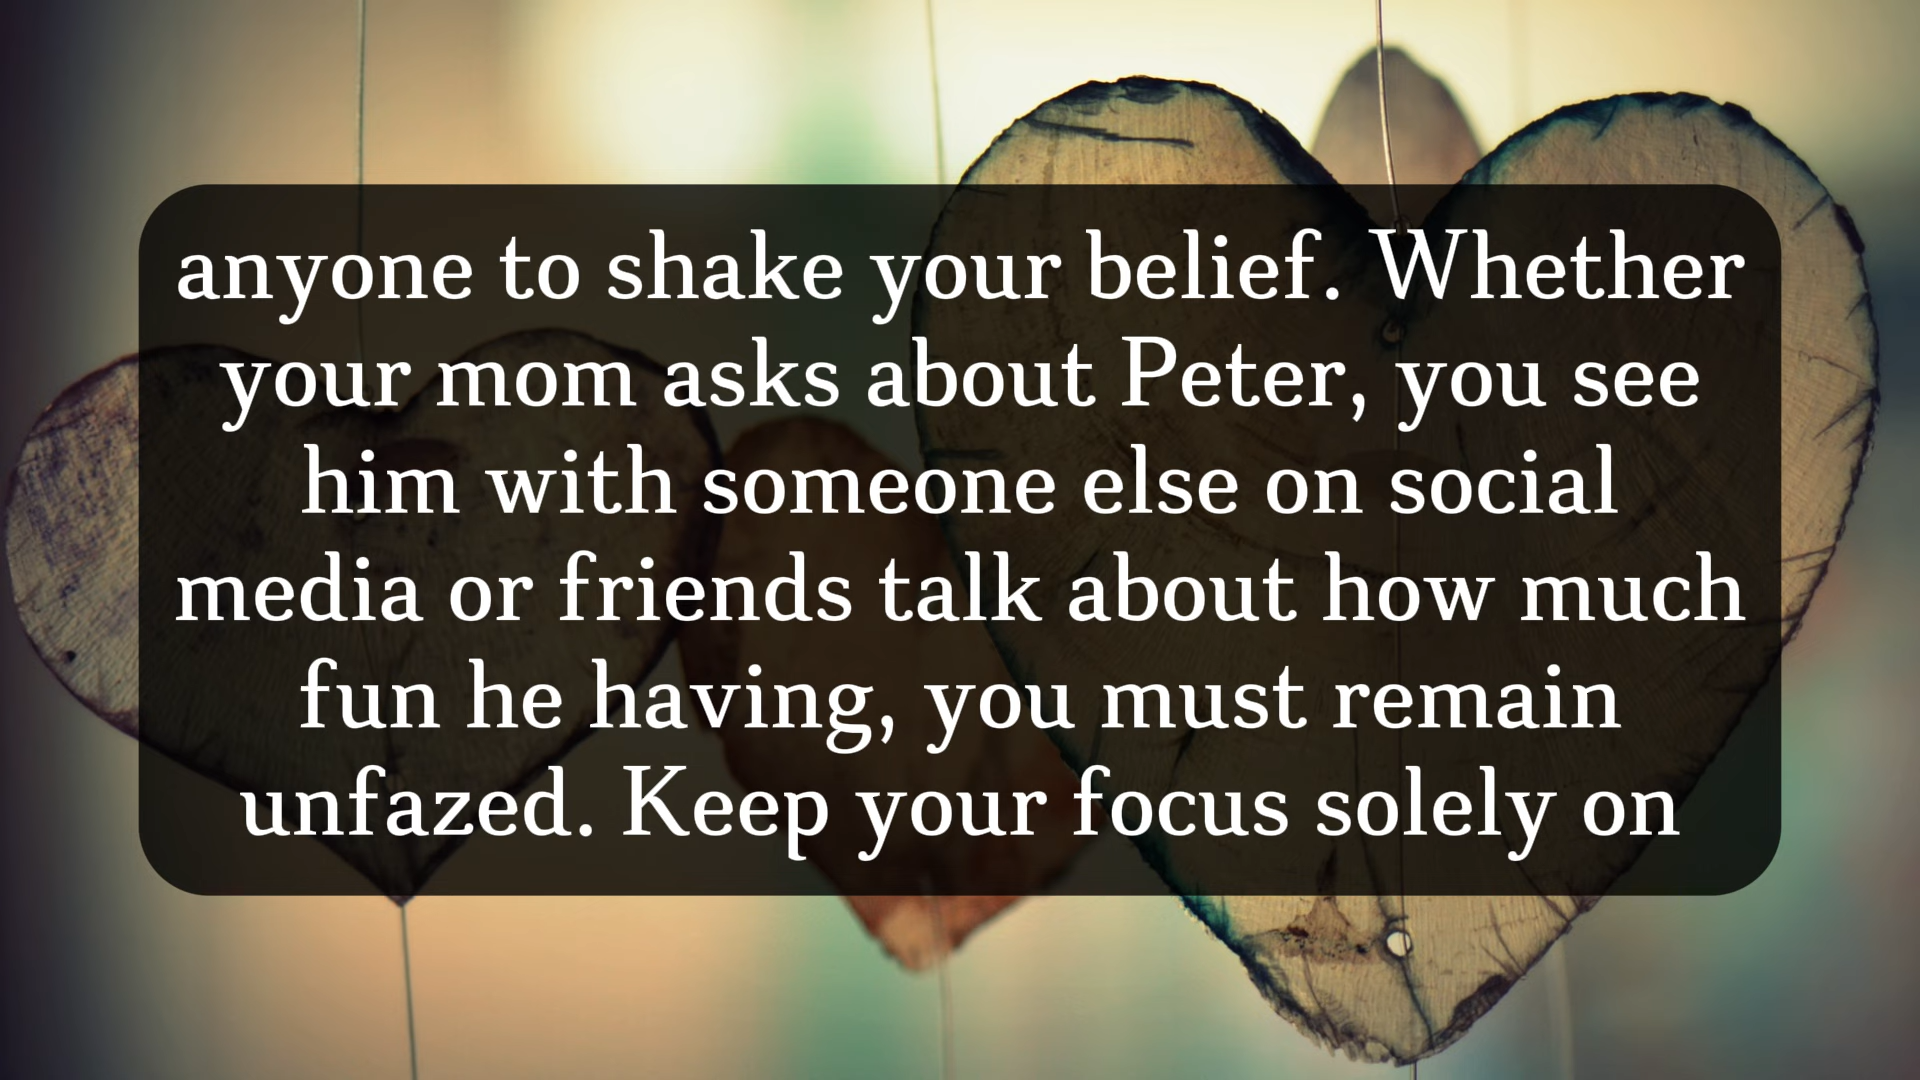 anyone to shake your belief. Whether
your mom asks about Peter, you see
him with someone else on social
media or friends talk about how much
fun he having, you must remain
unfazed. Keep your focus solely on